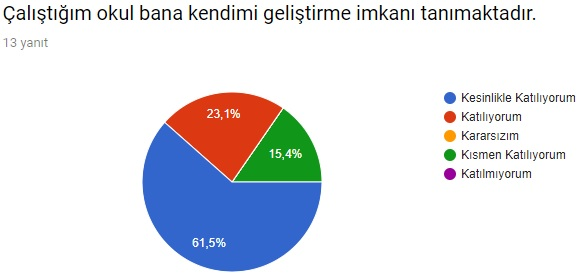 Çalıştığım okul bana kendimi geliştirme imkanı tanımaktadır.
13 yanıt
23,1%
15,4%
61,5%
Kesinlikle Katılıyorum
Katılıyorum
Kararsızım
Kısmen Katılıyorum
Katılmıyorum